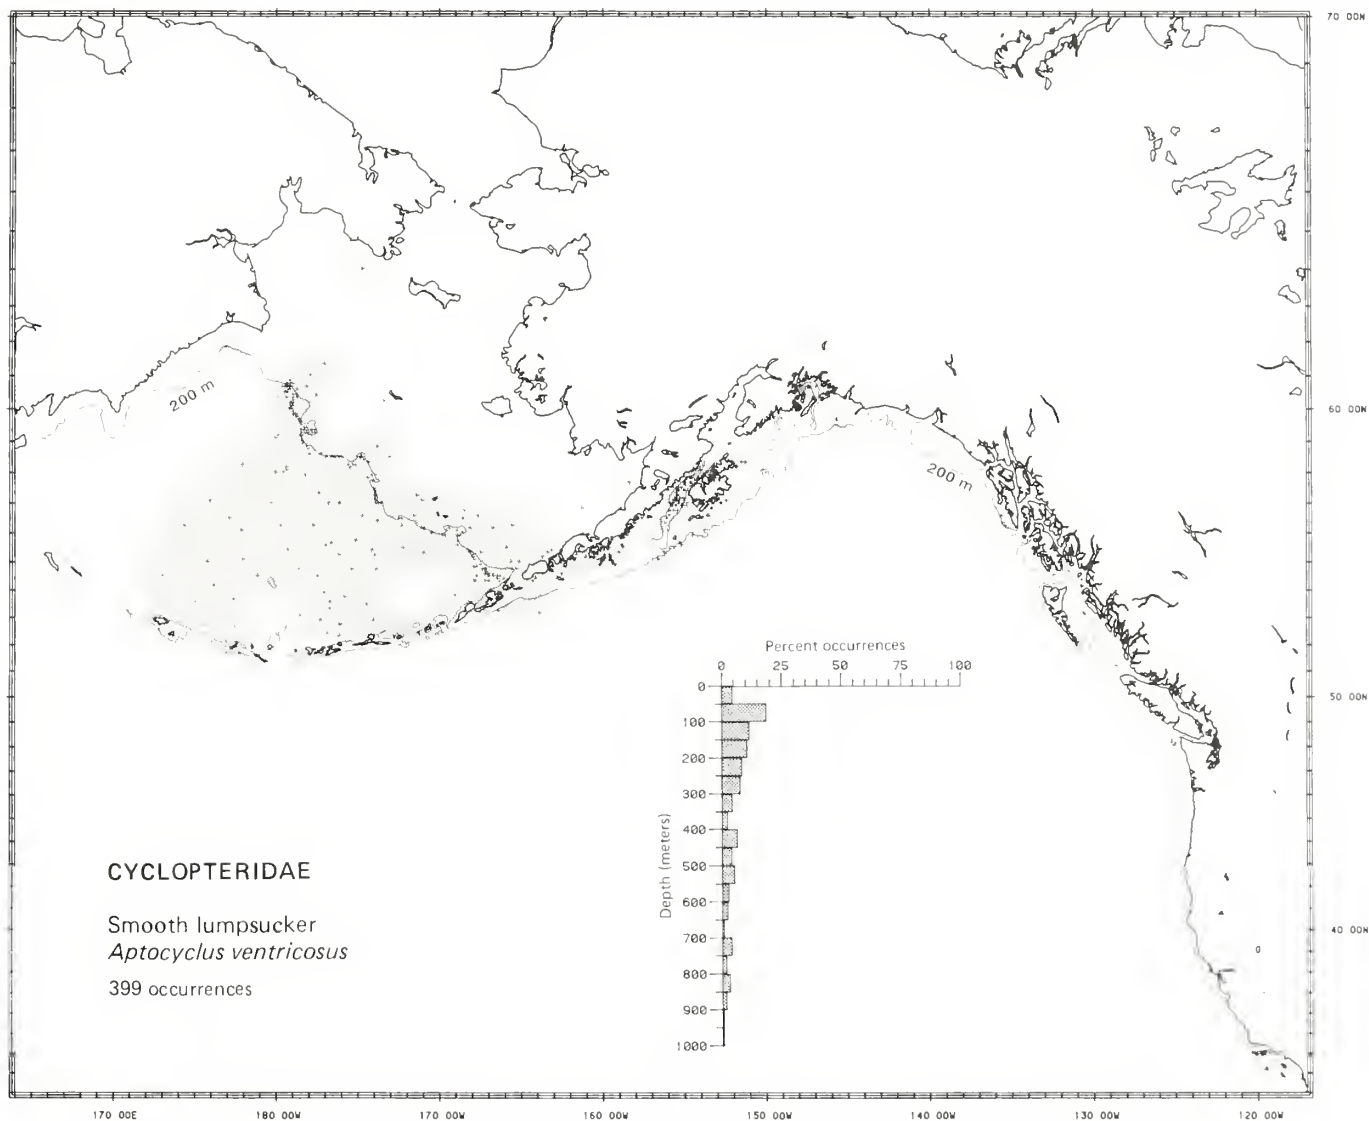 70 00N
200 m
60 00N
200 m
Percent occurrences
0 25 50 75 100
50 00N
0
100
200
300
400
500
600
700
800
900
1000
Depth (meters)
40 00N
CYCLOPTERIDAE
Smooth lumpsucker
Aptocyclus ventricosus
399 occurrences
170 00E 180 00W 170 00W 160 00W 150 00W 140 00W 130 00W 120 00W